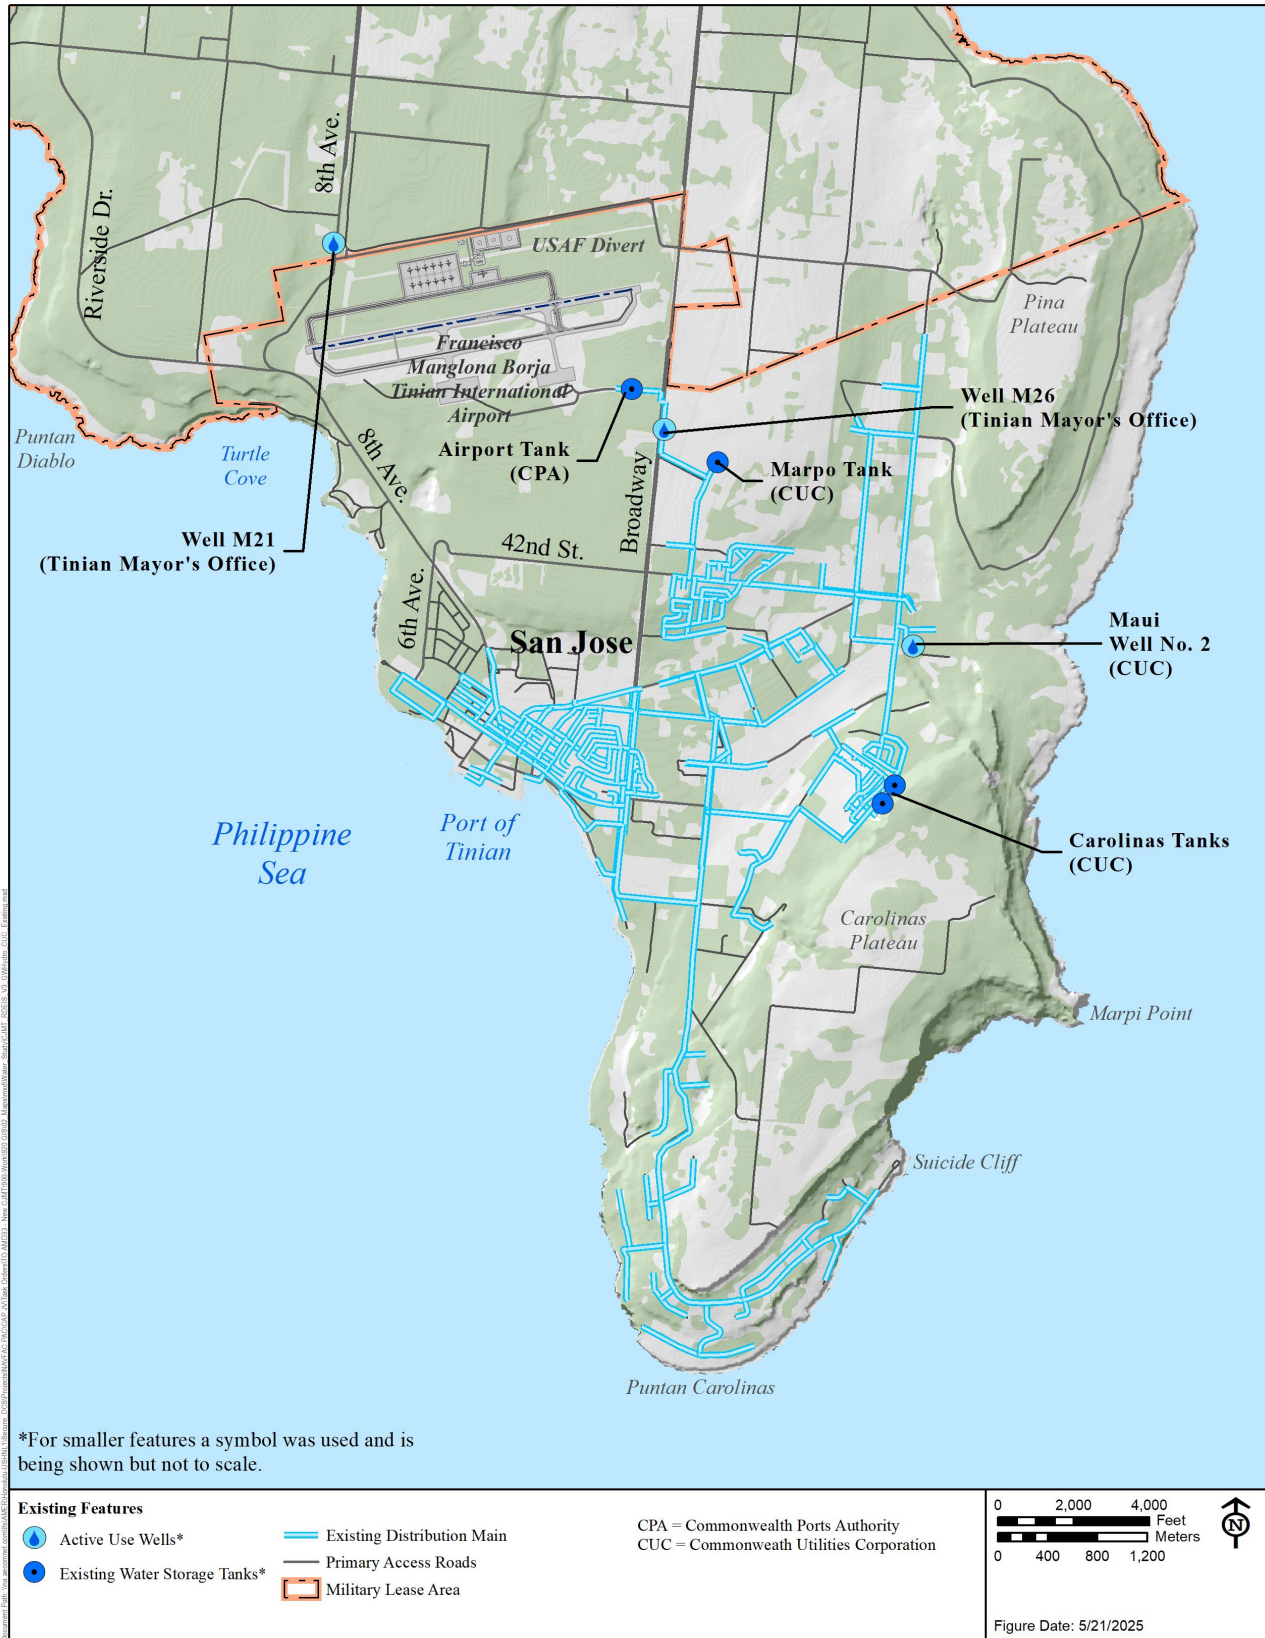 8th Ave.
Riverside Dr.
USAF Divert
Pina
Plateau
Francisco
Manglona Borja
Tinian International
Airport
Well M26
(Tinian Mayor's Office)
Puntan
Diablo
Turtle
Cove
8th Ave.
Airport Tank
(CPA)
Broadway
Marpo Tank
(CUC)
Well M21
(Tinian Mayor's Office)
42nd St.
6th Ave.
San Jose
Maui
Well No. 2
(CUC)
Philippine
Sea
Port of
Tinian
Carolinas Tanks
(CUC)
Carolinas
Plateau
Marpi Point
Suicide Cliff
Puntan Carolinas
*For smaller features a symbol was used and is
being shown but not to scale.
Existing Features
Active Use Wells*
Existing Water Storage Tanks*
Existing Distribution Main
Primary Access Roads
Military Lease Area
CPA = Commonwealth Ports Authority
CUC = Commonweath Utilities Corporation
0 2,000 4,000
Feet
Meters
0 400 800 1,200
N
Figure Date: 5/21/2025